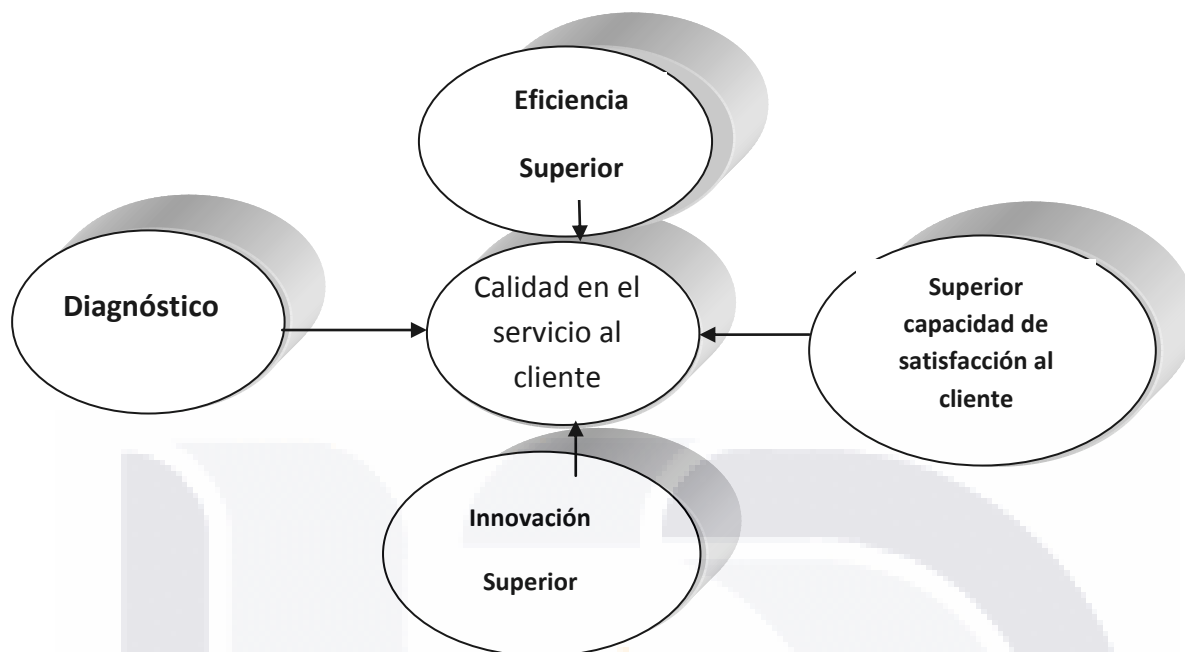 Eficiencia
Superior
Diagnóstico
Calidad en el
servicio al
cliente
Superior
capacidad de
satisfacción al
cliente
Innovación
Superior